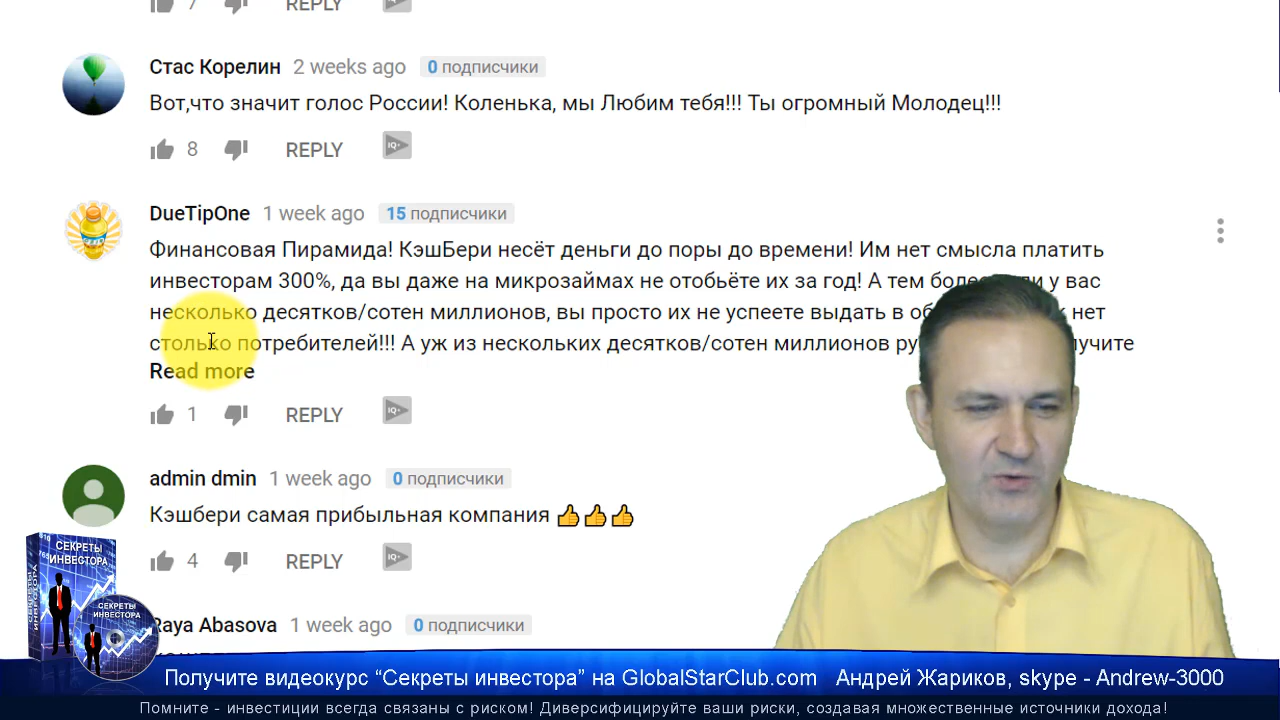 7 REPLY
Стас Корелин 2 weeks ago 0 подписчики
Вот,что значит голос России! Коленька, мы Любим тебя!!! Ты огромный Молодец!!!
8 REPLY IQ
DueTipOne 1 week ago 15 подписчики
Финансовая Пирамида! КэшБери несёт деньги до поры до времени! Им нет смысла платить
инвесторам 300%, да вы даже на микрозаймах не отобьёте их за год! А тем более у вас
несколько десятков/сотен миллионов, вы просто их не успеете выдать в нет
столько потребителей!!! А уж из нескольких десятков/сотен миллионов
Read more
1 REPLY IQ
admin dmin 1 week ago 0 подписчики
Кэшбери самая прибыльная компания 👍👍👍
4 REPLY IQ
СЕКРЕТЫ
ИНВЕСТОРА
СЕКРЕТЫ
ИНВЕСТОРА
Raya Abasova 1 week ago 0 подписчики
Получите видеокурс “Секреты инвестора” на GlobalStarClub.com Андрей Жариков, skype - Andrew-3000
Помните - инвестиции всегда связаны с риском! Диверсифицируйте ваши риски, создавая множественные источники дохода!